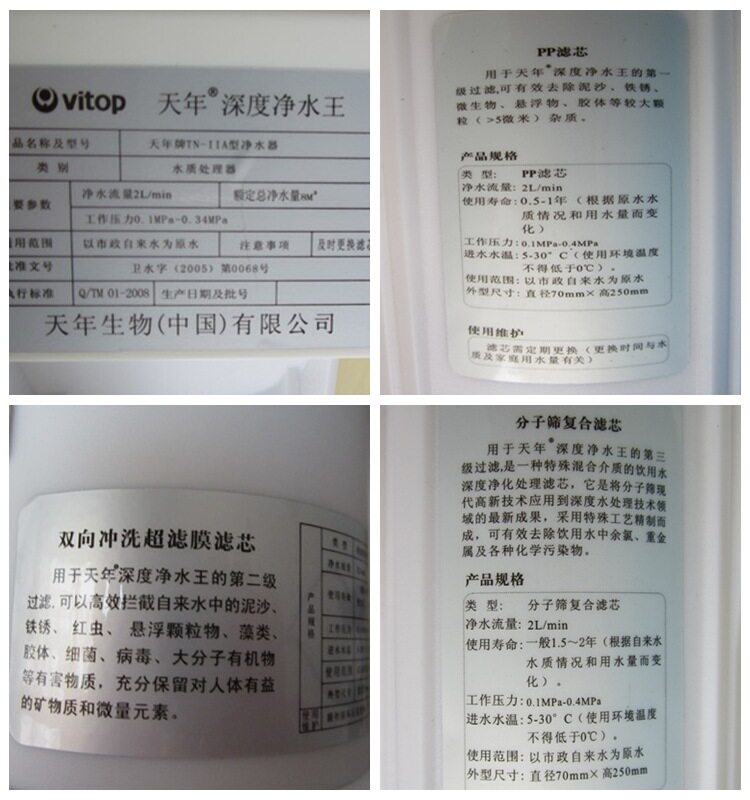 vitop 天年®深度净水王
品名称及型号 天年牌TN-IIA型净水器
类 别 水质处理器
要参数 净水流量2L/min 额定总净水量8M³
工作压力0.1MPa-0.34MPa
用范围 以市政自来水为原水 注意事项 及时更换滤芯
准文号 卫水字（2005）第0068号
执行标准 Q/TM 01-2008 生产日期及批号
天年生物(中国)有限公司
PP滤芯
用于天年®深度净水王的第一
级过滤,可有效去除泥沙、铁锈、
微生物、悬浮物、胶体等较大颗
粒（>5微米）杂质。
产品规格
类 型: PP滤芯
净水流量: 2L/min
使用寿命: 0.5-1年（根据原水水
质情况和用水量而变
化）
工作压力: 0.1MPa-0.4MPa
进水水温: 5-30°C（使用环境温度
不得低于0℃）。
使用范围: 以市政自来水为原水
外型尺寸: 直径70mm×高250mm
使用维护
滤芯需定期更换（更换时间与水
质及家庭用水量有关）
双向冲洗超滤膜滤芯
用于天年®深度净水王的第二级
过滤,可以高效拦截自来水中的泥沙、
铁锈、红虫、悬浮颗粒物、藻类、
胶体、细菌、病毒、大分子有机物
等有害物质，充分保留对人体有益
的矿物质和微量元素。
产品规格
类型
净水流
使用寿
工作压
进水水
使用范
外型尺
使用维护
分子筛复合滤芯
用于天年®深度净水王的第三
级过滤,是一种特殊混合介质的饮用水
深度净化处理滤芯，它是将分子筛现
代高新技术应用到深度水处理技术领
域的最新成果，采用特殊工艺精制而
成，可有效去除饮用水中余氯、重金
属及各种化学污染物。
产品规格
类 型: 分子筛复合滤芯
净水流量: 2L/min
使用寿命: 一般1.5～2年（根据自来水
水质情况和用水量而变
化）。
工作压力: 0.1MPa-0.4MPa
进水水温: 5-30°C（使用环境温度
不得低于0℃）。
使用范围: 以市政自来水为原水
外型尺寸: 直径70mm×高250mm